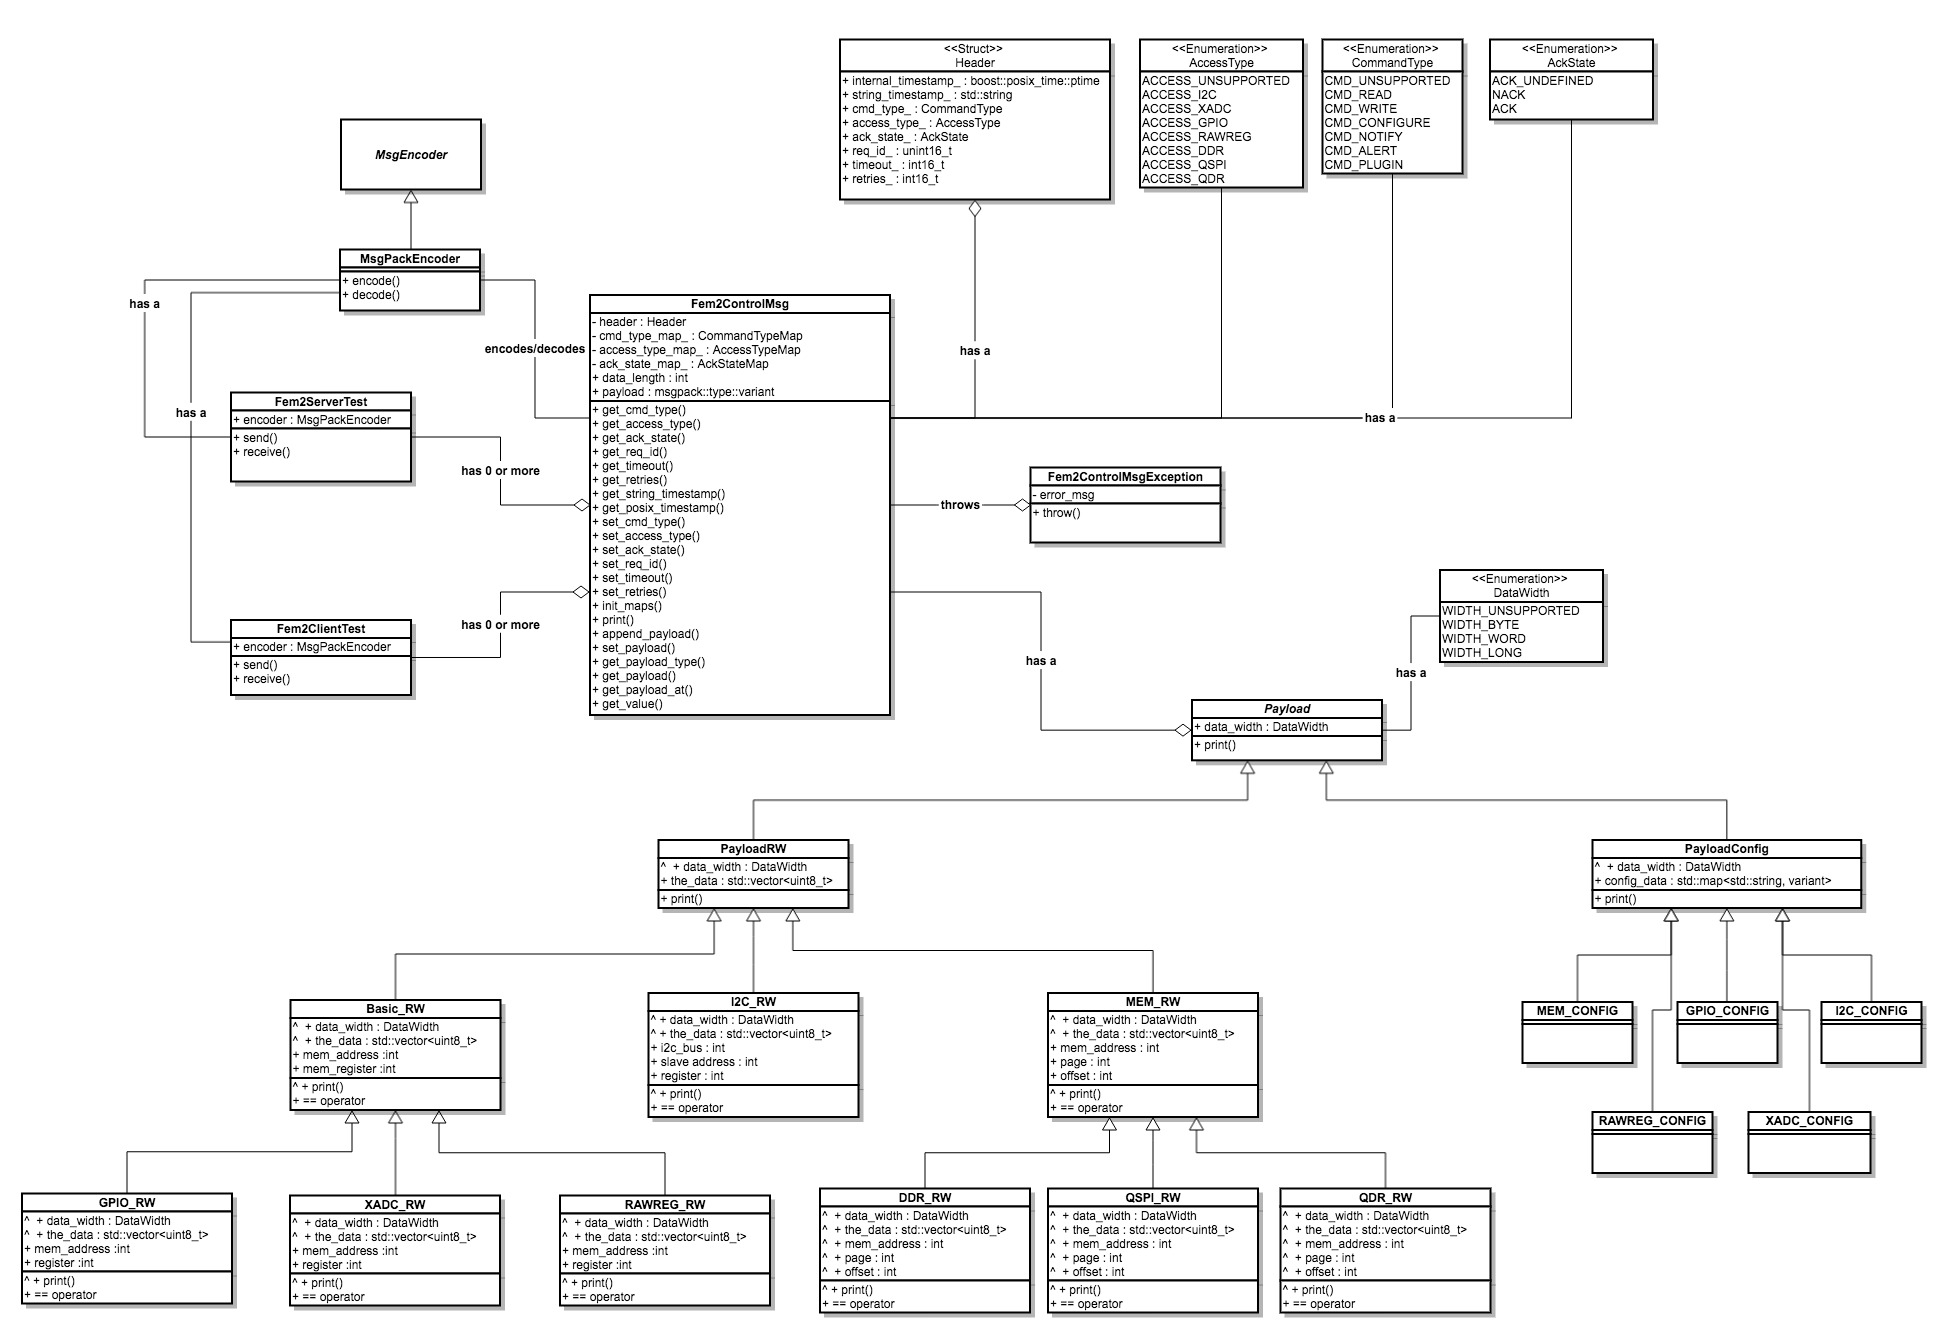 <<Struct>>
Header
+ internal_timestamp_ : boost::posix_time::ptime
+ string_timestamp_ : std::string
+ cmd_type_ : CommandType
+ access_type_ : AccessType
+ ack_state_ : AckState
+ req_id_ : unint16_t
+ timeout_ : int16_t
+ retries_ : int16_t
<<Enumeration>>
AccessType
ACCESS_UNSUPPORTED
ACCESS_I2C
ACCESS_XADC
ACCESS_GPIO
ACCESS_RAWREG
ACCESS_DDR
ACCESS_QSPI
ACCESS_QDR
<<Enumeration>>
CommandType
CMD_UNSUPPORTED
CMD_READ
CMD_WRITE
CMD_CONFIGURE
CMD_NOTIFY
CMD_ALERT
CMD_PLUGIN
<<Enumeration>>
AckState
ACK_UNDEFINED
NACK
ACK
MsgEncoder
MsgPackEncoder
+ encode()
+ decode()
has a
has a
encodes/decodes
Fem2ControlMsg
- header : Header
- cmd_type_map_ : CommandTypeMap
- access_type_map_ : AccessTypeMap
- ack_state_map_ : AckStateMap
+ data_length : int
+ payload : msgpack::type::variant
+ get_cmd_type()
+ get_access_type()
+ get_ack_state()
+ get_req_id()
+ get_timeout()
+ get_retries()
+ get_string_timestamp()
+ get_posix_timestamp()
+ set_cmd_type()
+ set_access_type()
+ set_ack_state()
+ set_req_id()
+ set_timeout()
+ set_retries()
+ init_maps()
+ print()
+ append_payload()
+ set_payload()
+ get_payload_type()
+ get_payload()
+ get_payload_at()
+ get_value()
has a
has a
Fem2ServerTest
+ encoder : MsgPackEncoder
+ send()
+ receive()
has 0 or more
throws
Fem2ControlMsgException
- error_msg
+ throw()
Fem2ClientTest
+ encoder : MsgPackEncoder
+ send()
+ receive()
has 0 or more
has a
<<Enumeration>>
DataWidth
WIDTH_UNSUPPORTED
WIDTH_BYTE
WIDTH_WORD
WIDTH_LONG
has a
Payload
+ data_width : DataWidth
+ print()
PayloadRW
^ + data_width : DataWidth
+ the_data : std::vector<uint8_t>
+ print()
PayloadConfig
^ + data_width : DataWidth
+ config_data : std::map<std::string, variant>
+ print()
Basic_RW
^ + data_width : DataWidth
^ + the_data : std::vector<uint8_t>
+ mem_address :int
+ mem_register :int
^ + print()
+ == operator
I2C_RW
^ + data_width : DataWidth
^ + the_data : std::vector<uint8_t>
+ i2c_bus : int
+ slave address : int
+ register : int
^ + print()
+ == operator
MEM_RW
^ + data_width : DataWidth
^ + the_data : std::vector<uint8_t>
+ mem_address : int
+ page : int
+ offset : int
^ + print()
+ == operator
MEM_CONFIG
GPIO_CONFIG
I2C_CONFIG
RAWREG_CONFIG
XADC_CONFIG
GPIO_RW
^ + data_width : DataWidth
^ + the_data : std::vector<uint8_t>
+ mem_address :int
+ register :int
^ + print()
+ == operator
XADC_RW
^ + data_width : DataWidth
^ + the_data : std::vector<uint8_t>
+ mem_address :int
+ register :int
^ + print()
+ == operator
RAWREG_RW
^ + data_width : DataWidth
^ + the_data : std::vector<uint8_t>
+ mem_address :int
+ register :int
^ + print()
+ == operator
DDR_RW
^ + data_width : DataWidth
^ + the_data : std::vector<uint8_t>
^ + mem_address : int
^ + page : int
^ + offset : int
^ + print()
+ == operator
QSPI_RW
^ + data_width : DataWidth
^ + the_data : std::vector<uint8_t>
^ + mem_address : int
^ + page : int
^ + offset : int
^ + print()
+ == operator
QDR_RW
^ + data_width : DataWidth
^ + the_data : std::vector<uint8_t>
^ + mem_address : int
^ + page : int
^ + offset : int
^ + print()
+ == operator